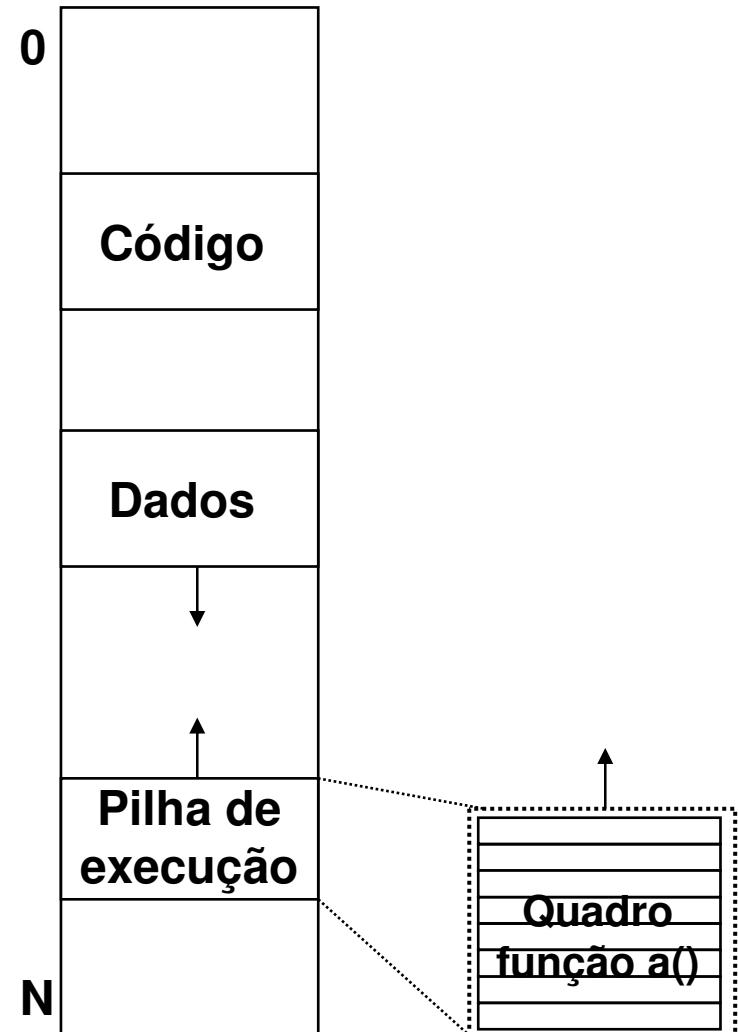 0
Código
Dados
Pilha de
execução
Quadro
função a()
N